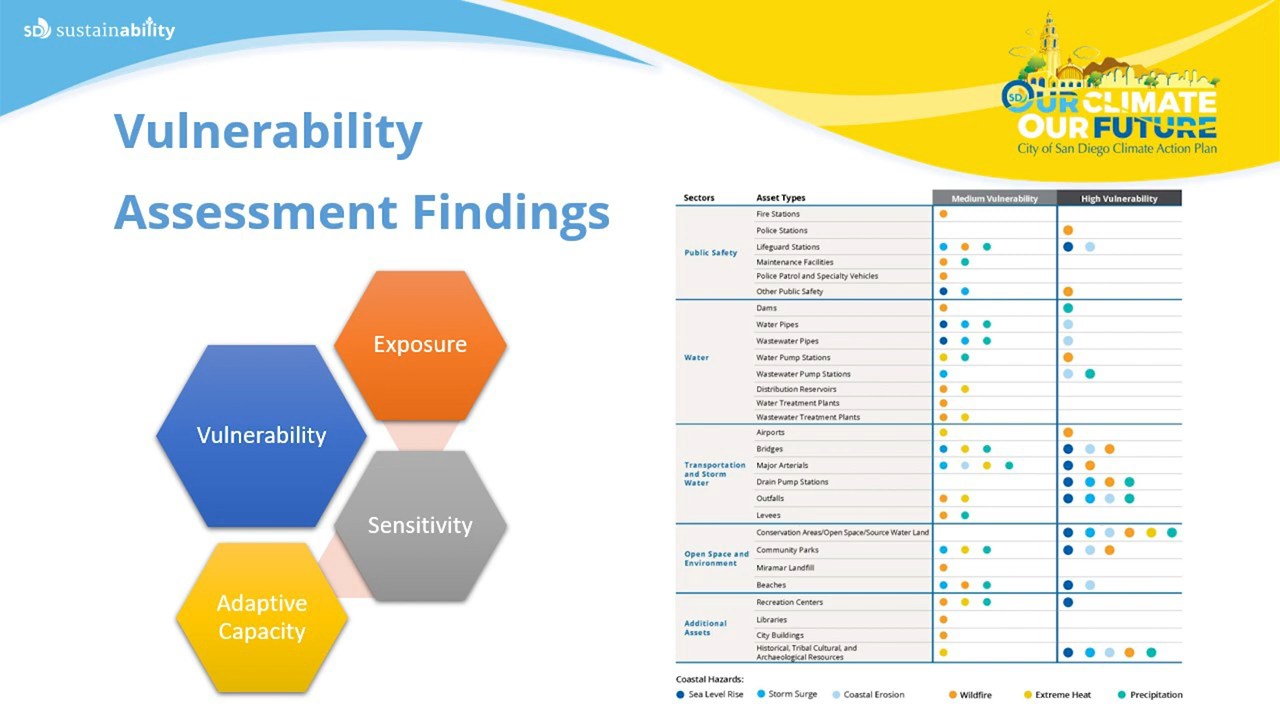 SD sustainability
OUR CLIMATE
OUR FUTURE
City of San Diego Climate Action Plan
Vulnerability
Assessment Findings
Exposure
Vulnerability
Sensitivity
Adaptive
Capacity
Sectors Asset Types Medium Vulnerability High Vulnerability
Public Safety
Fire Stations
Police Stations
Lifeguard Stations
Maintenance Facilities
Police Patrol and Specialty Vehicles
Other Public Safety
Water
Dams
Water Pipes
Wastewater Pipes
Water Pump Stations
Wastewater Pump Stations
Distribution Reservoirs
Water Treatment Plants
Wastewater Treatment Plants
Transportation
and Storm
Water
Airports
Bridges
Major Arterials
Drain Pump Stations
Outfalls
Levees
Open Space and
Environment
Conservation Areas/Open Space/Source Water Land
Community Parks
Miramar Landfill
Beaches
Additional
Assets
Recreation Centers
Libraries
City Buildings
Historical, Tribal Cultural, and
Archaeological Resources
Coastal Hazards:
Sea Level Rise Storm Surge Coastal Erosion Wildfire Extreme Heat Precipitation